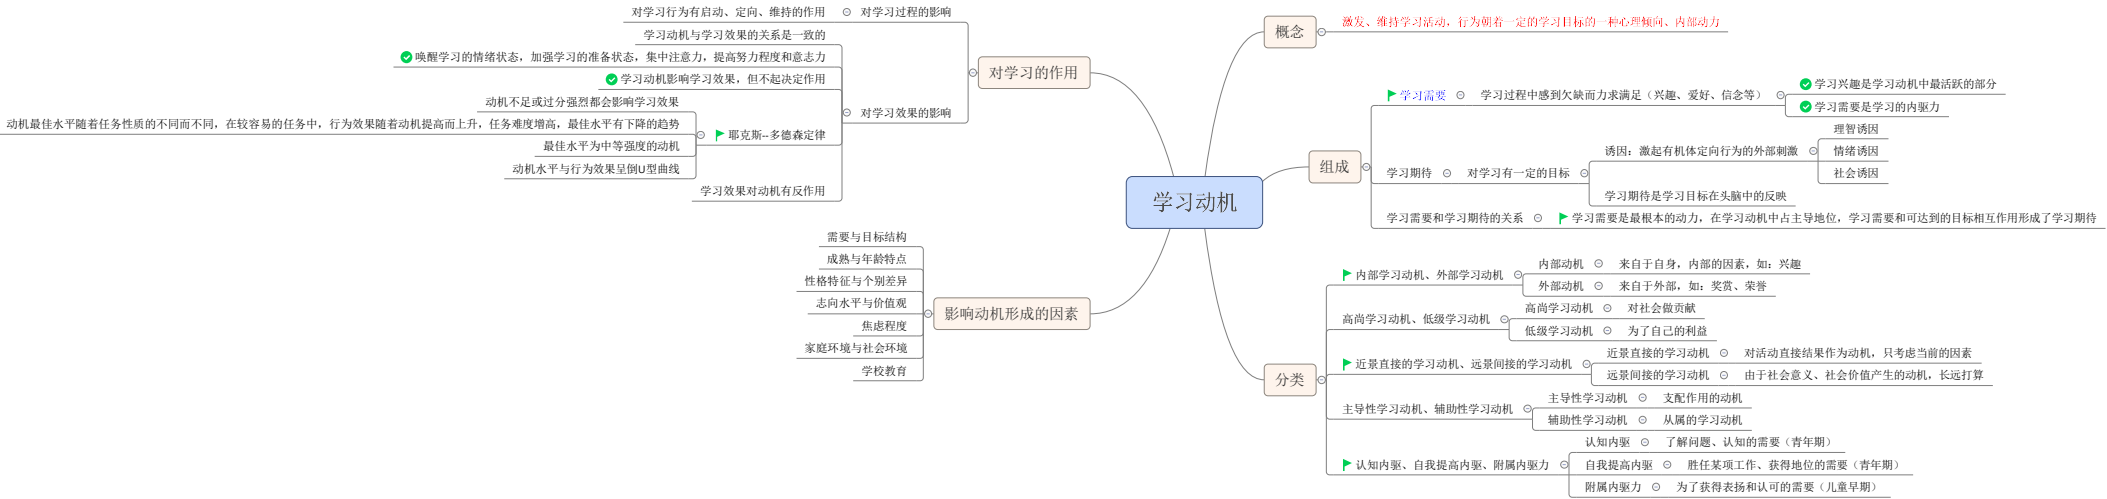 学习动机
概念
激发、维持学习活动，行为朝着一定的学习目标的一种心理倾向、内部动力
组成
学习需要
学习过程中感到欠缺而力求满足（兴趣、爱好、信念等）
学习兴趣是学习动机中最活跃的部分
学习需要是学习的内驱力
学习期待
对学习有一定的目标
诱因：激起有机体定向行为的外部刺激
理智诱因
情绪诱因
社会诱因
学习期待是学习目标在头脑中的反映
学习需要和学习期待的关系
学习需要是最根本的动力，在学习动机中占主导地位，学习需要和可达到的目标相互作用形成了学习期待
分类
内部学习动机、外部学习动机
内部动机
来自于自身，内部的因素，如：兴趣
外部动机
来自于外部，如：奖赏、荣誉
高尚学习动机、低级学习动机
高尚学习动机
对社会做贡献
低级学习动机
为了自己的利益
近景直接的学习动机、远景间接的学习动机
近景直接的学习动机
对活动直接结果作为动机，只考虑当前的因素
远景间接的学习动机
由于社会意义、社会价值产生的动机，长远打算
主导性学习动机、辅助性学习动机
主导性学习动机
支配作用的动机
辅助性学习动机
从属的学习动机
认知内驱、自我提高内驱、附属内驱力
认知内驱
了解问题、认知的需要（青年期）
自我提高内驱
胜任某项工作、获得地位的需要（青年期）
附属内驱力
为了获得表扬和认可的需要（儿童早期）
对学习的作用
对学习过程的影响
对学习行为有启动、定向、维持的作用
对学习效果的影响
学习动机与学习效果的关系是一致的
唤醒学习的情绪状态，加强学习的准备状态，集中注意力，提高努力程度和意志力
学习动机影响学习效果，但不起决定作用
耶克斯--多德森定律
动机不足或过分强烈都会影响学习效果
动机最佳水平随着任务性质的不同而不同，在较容易的任务中，行为效果随着动机提高而上升，任务难度增高，最佳水平有下降的趋势
最佳水平为中等强度的动机
动机水平与行为效果呈倒U型曲线
学习效果对动机有反作用
影响动机形成的因素
需要与目标结构
成熟与年龄特点
性格特征与个别差异
志向水平与价值观
焦虑程度
家庭环境与社会环境
学校教育